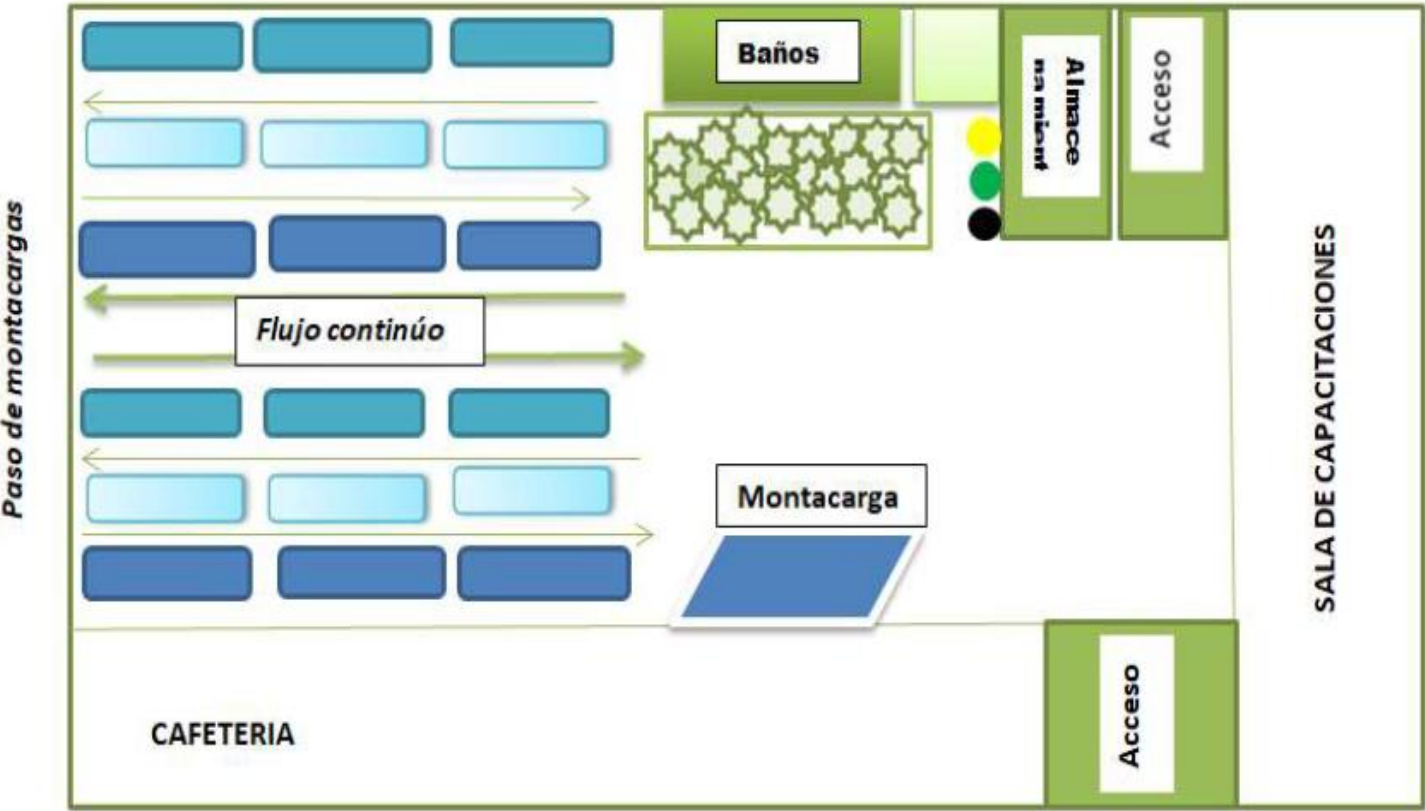 Baños
Almace
namient
Acceso
Paso de montacargas
Flujo continúo
SALA DE CAPACITACIONES
Montacarga
CAFETERIA
Acceso